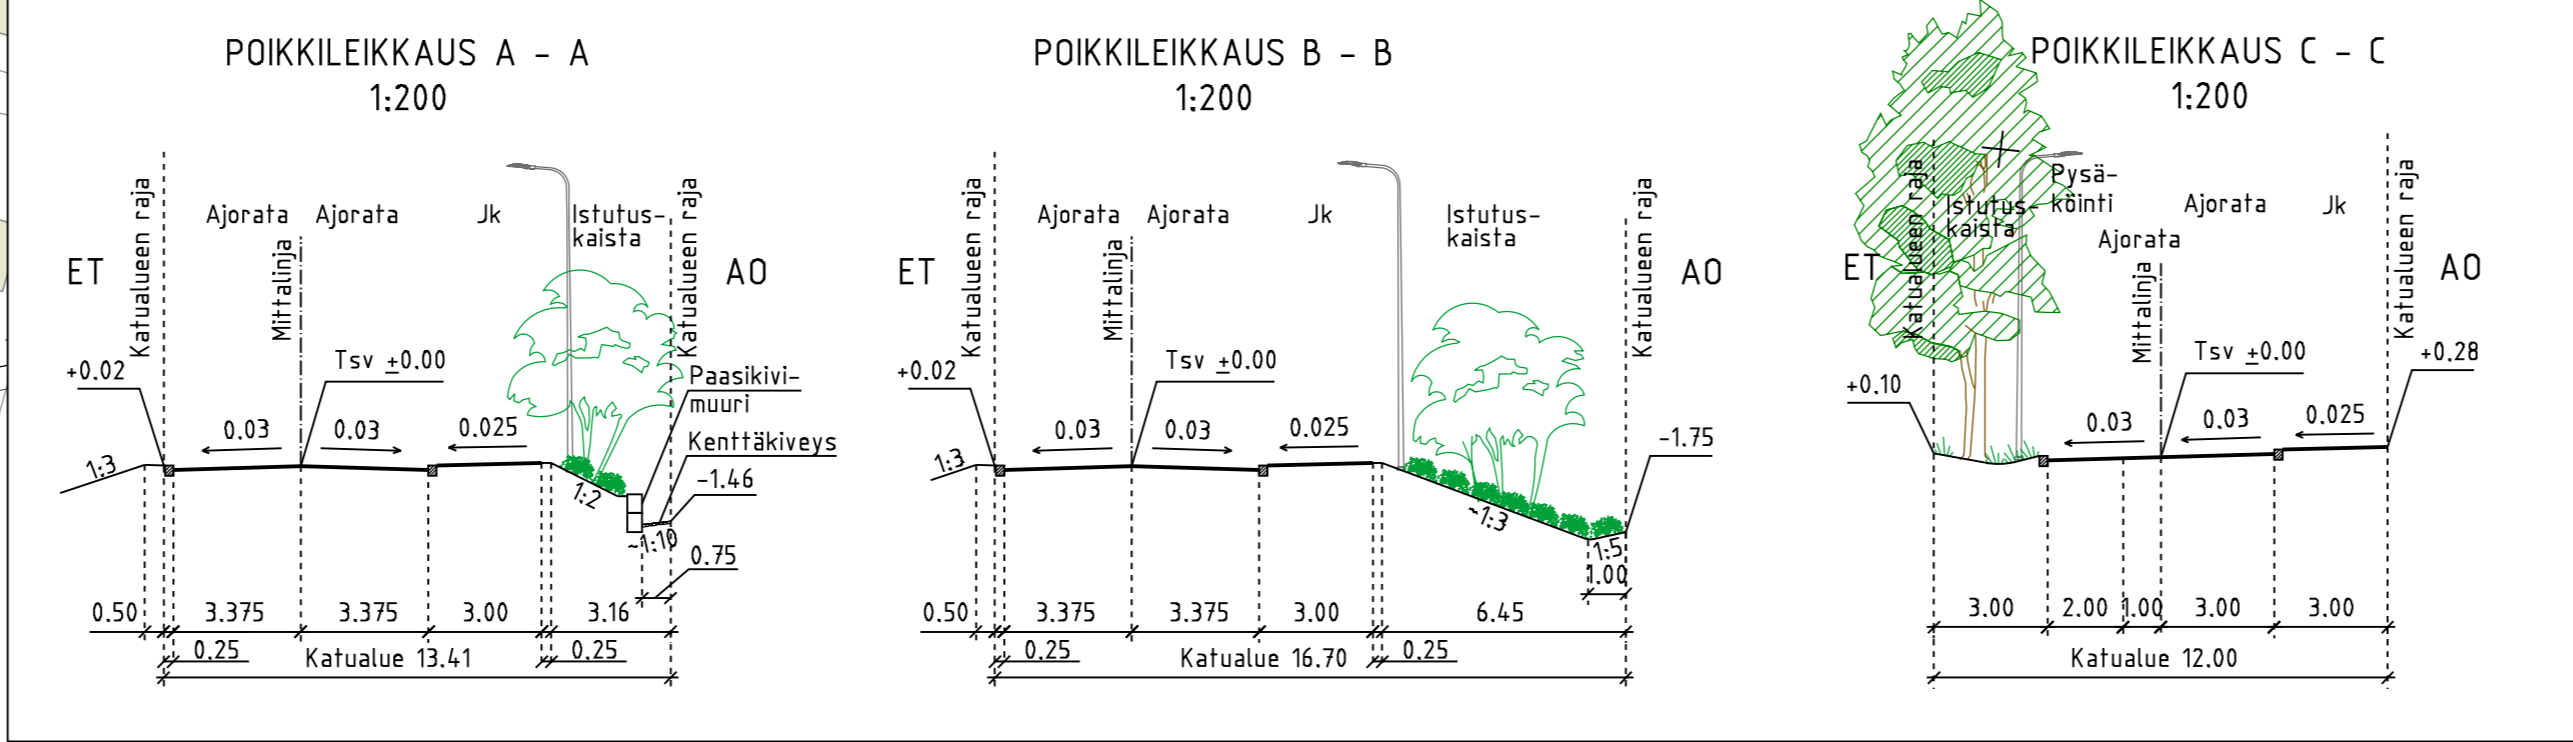 POIKKILEIKKAUS A - A
1:200
Katualueen raja
Ajorata
Ajorata
Jk
Istutus-
kaista
Katualueen raja
ET
Mittalinja
AO
+0.02
Tsv ±0.00
Paasikivi-
muuri
Kenttäkiveys
0.03
0.03
0.025
1:3
1:2
-1.46
~1:10
0.75
0.50
3.375
3.375
3.00
3.16
0.25
Katualue 13.41
0.25
POIKKILEIKKAUS B - B
1:200
Katualueen raja
Ajorata
Ajorata
Jk
Istutus-
kaista
Katualueen raja
ET
Mittalinja
AO
+0.02
Tsv ±0.00
0.03
0.03
0.025
-1.75
1:3
~1:3
1:5
1.00
0.50
3.375
3.375
3.00
6.45
0.25
Katualue 16.70
0.25
POIKKILEIKKAUS C - C
1:200
Katualueen raja
Istutus-
kaista
Pysä-
köinti
Ajorata
Ajorata
Jk
Katualueen raja
ET
Mittalinja
AO
+0.10
Tsv ±0.00
+0.28
0.03
0.03
0.025
3.00
2.00
1.00
3.00
3.00
Katualue 12.00